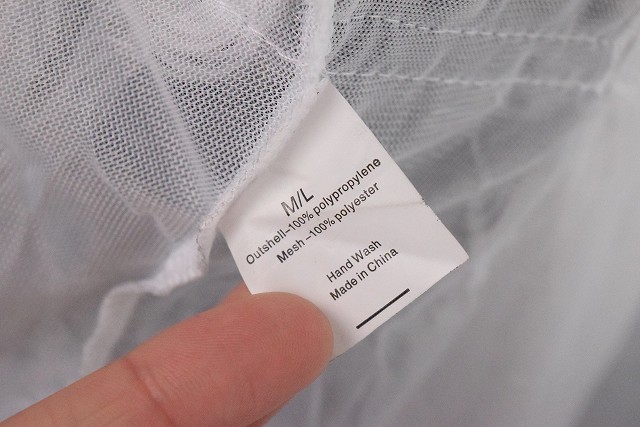 M/L
Outshell-100% polypropylene
Mesh-100% polyester
Hand Wash
Made in China